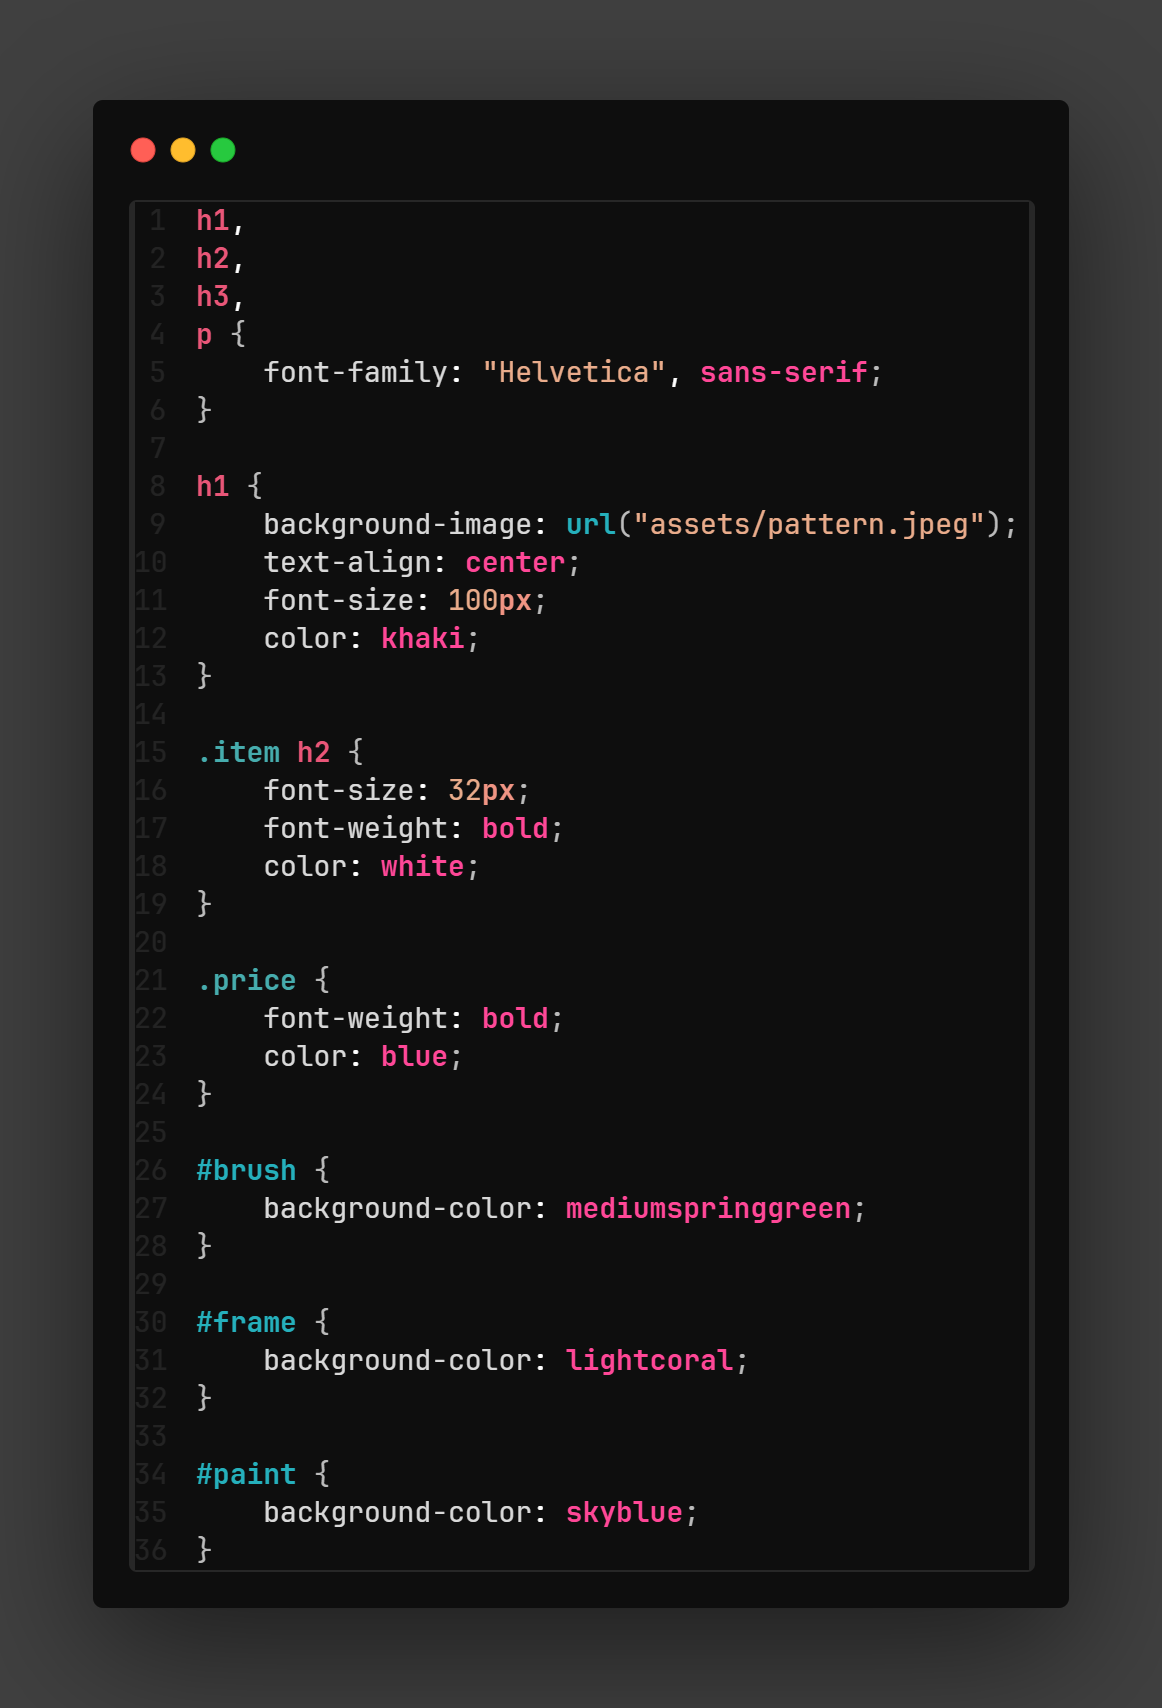 1 h1,
2 h2,
3 h3,
4 p {
5     font-family: "Helvetica", sans-serif;
6 }
7
8 h1 {
9     background-image: url("assets/pattern.jpeg");
10     text-align: center;
11     font-size: 100px;
12     color: khaki;
13 }
14
15 .item h2 {
16     font-size: 32px;
17     font-weight: bold;
18     color: white;
19 }
20
21 .price {
22     font-weight: bold;
23     color: blue;
24 }
25
26 #brush {
27     background-color: mediumspringgreen;
28 }
29
30 #frame {
31     background-color: lightcoral;
32 }
33
34 #paint {
35     background-color: skyblue;
36 }